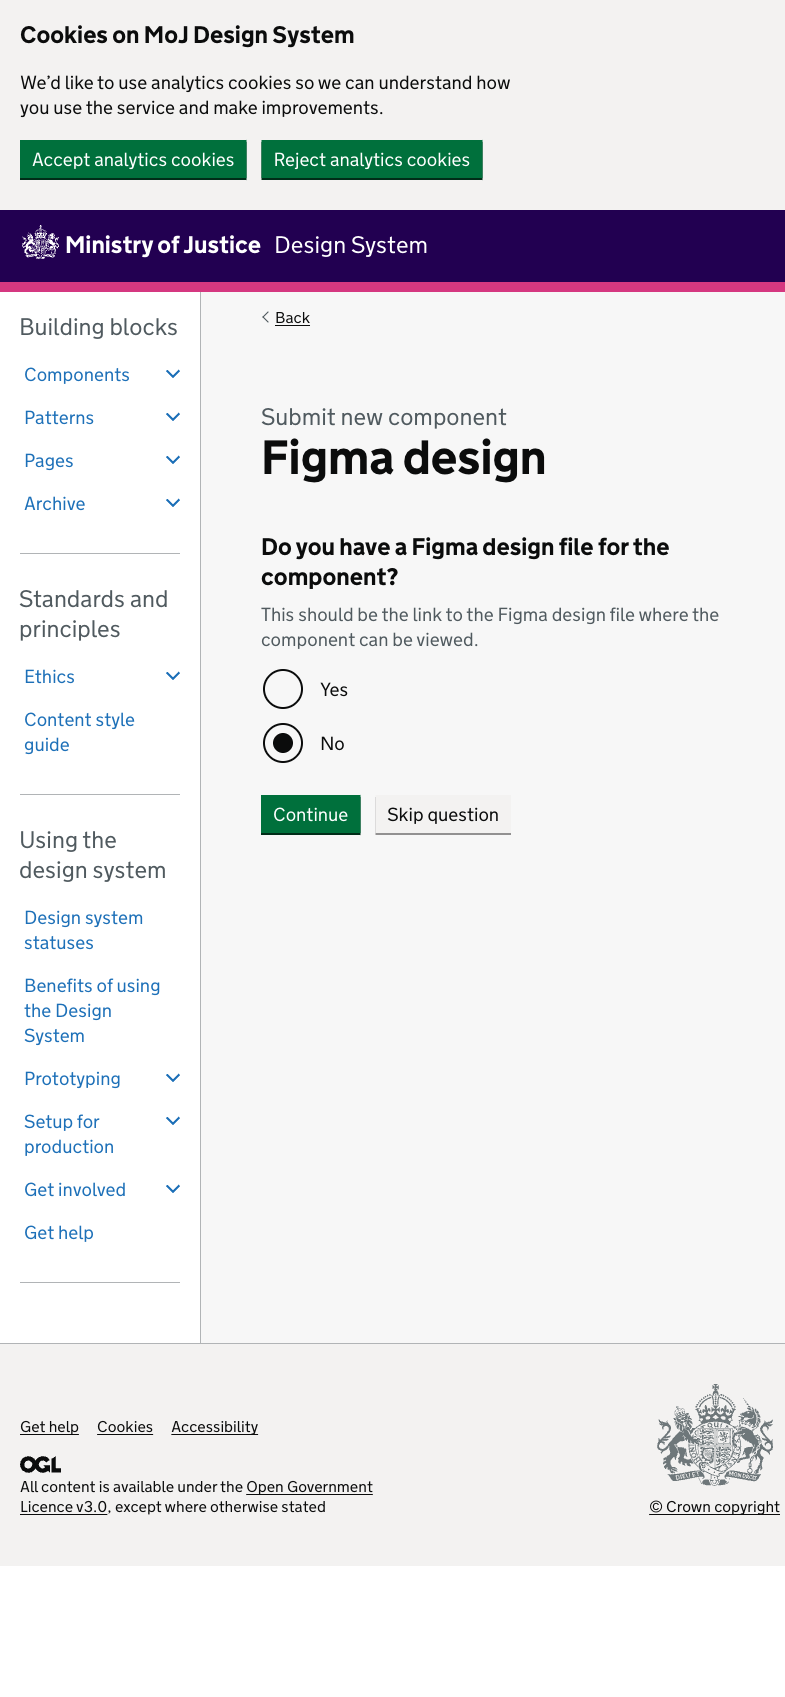 Cookies on MoJ Design System
We’d like to use analytics cookies so we can understand how
you use the service and make improvements.
Accept analytics cookies
Reject analytics cookies
Ministry of Justice Design System
Building blocks
Components
Patterns
Pages
Archive
Standards and
principles
Ethics
Content style
guide
Using the
design system
Design system
statuses
Benefits of using
the Design
System
Prototyping
Setup for
production
Get involved
Get help
Back
Submit new component
Figma design
Do you have a Figma design file for the
component?
This should be the link to the Figma design file where the
component can be viewed.
Yes
No
Continue
Skip question
Get help
Cookies
Accessibility
OGL
All content is available under the Open Government
Licence v3.0, except where otherwise stated
DIEU ET MON DROIT
© Crown copyright